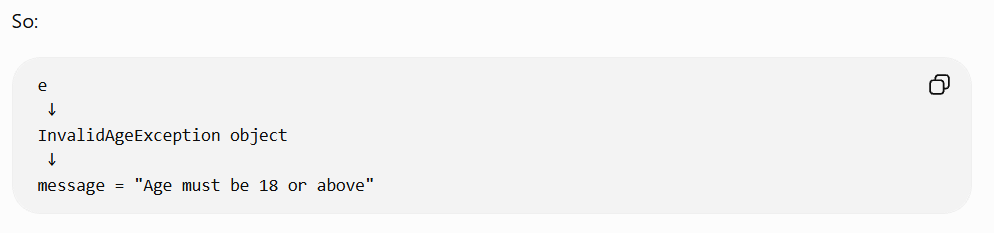 So:
e
↓
InvalidAgeException object
↓
message = "Age must be 18 or above"